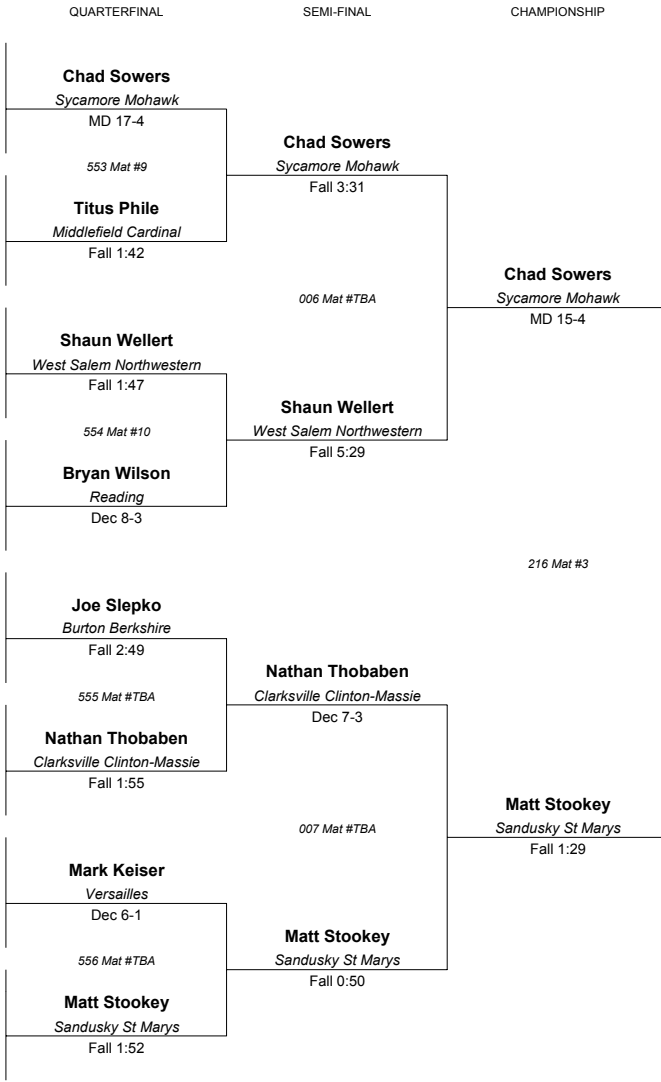 QUARTERFINAL
SEMI-FINAL
CHAMPIONSHIP
Chad Sowers
Sycamore Mohawk
MD 17-4
553 Mat #9
Titus Phile
Middlefield Cardinal
Fall 1:42
Chad Sowers
Sycamore Mohawk
Fall 3:31
Shaun Wellert
West Salem Northwestern
Fall 1:47
554 Mat #10
Bryan Wilson
Reading
Dec 8-3
006 Mat #TBA
Shaun Wellert
West Salem Northwestern
Fall 5:29
Chad Sowers
Sycamore Mohawk
MD 15-4
216 Mat #3
Joe Slepko
Burton Berkshire
Fall 2:49
555 Mat #TBA
Nathan Thobaben
Clarksville Clinton-Massie
Fall 1:55
Nathan Thobaben
Clarksville Clinton-Massie
Dec 7-3
007 Mat #TBA
Mark Keiser
Versailles
Dec 6-1
556 Mat #TBA
Matt Stookey
Sandusky St Marys
Fall 1:52
Matt Stookey
Sandusky St Marys
Fall 0:50
Matt Stookey
Sandusky St Marys
Fall 1:29